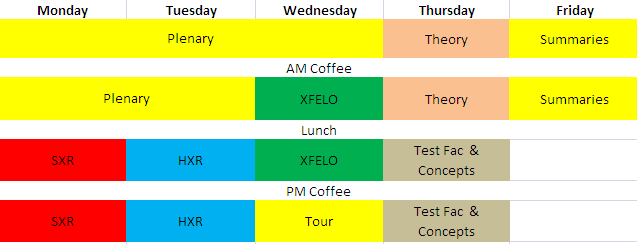 Monday Tuesday Wednesday Thursday Friday
Plenary Theory Summaries
AM Coffee
Plenary XFELO Theory Summaries
Lunch
SXR HXR XFELO Test Fac & Concepts
PM Coffee
SXR HXR Tour Test Fac & Concepts